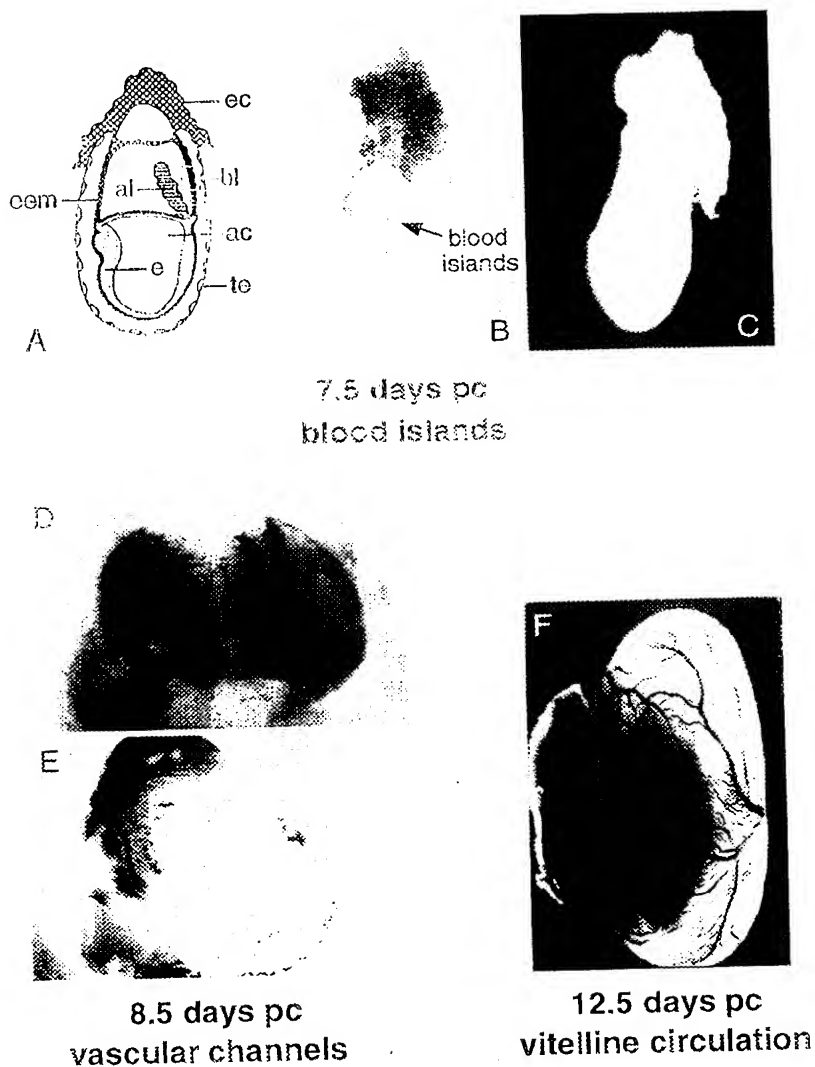 ec
al
bl
eem
ac
e
te
A
blood
islands
B
C
7.5 days pc
blood islands
D
E
8.5 days pc
vascular channels
F
12.5 days pc
vitelline circulation